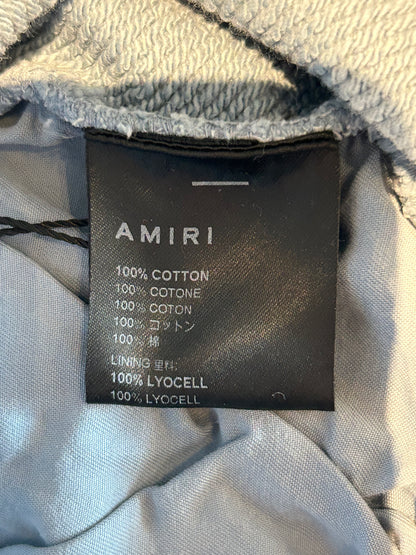 AMIRI
100% COTTON
100% COTONE
100% COTON
100% コットン
100% 棉
LINING 里料:
100% LYOCELL
100% LYOCELL